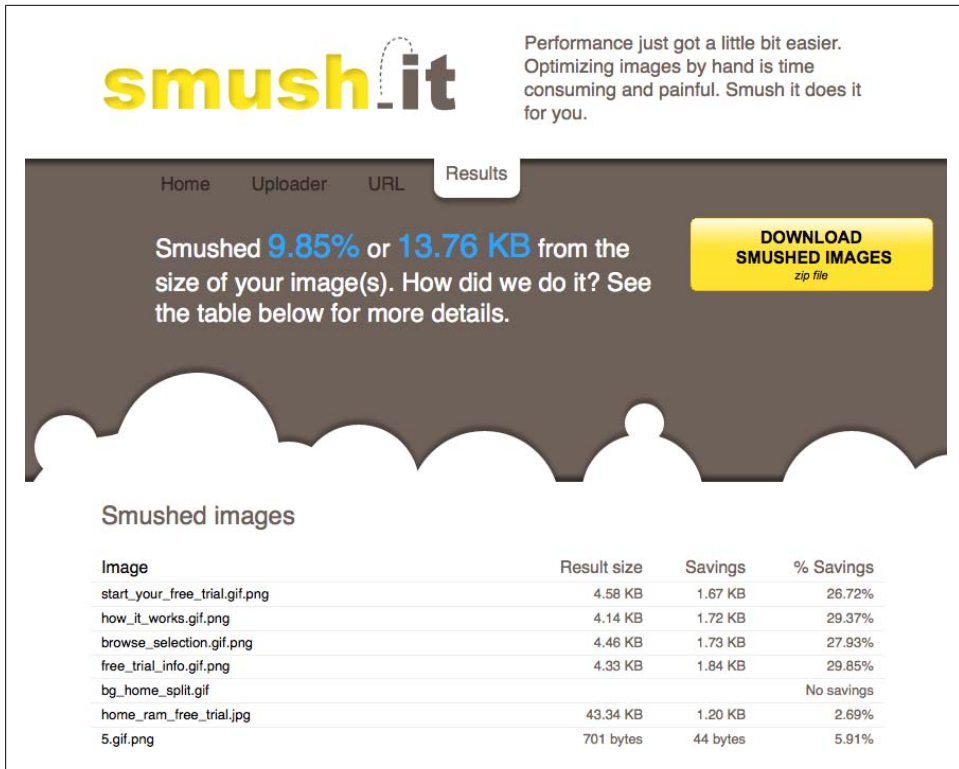 smush it
Performance just got a little bit easier.
Optimizing images by hand is time
consuming and painful. Smush it does it
for you.
Home Uploader URL Results
Smushed 9.85% or 13.76 KB from the
size of your image(s). How did we do it? See
the table below for more details.
DOWNLOAD
SMUSHED IMAGES
zip file
Smushed images
Image Result size Savings % Savings
start_your_free_trial.gif.png 4.58 KB 1.67 KB 26.72%
how_it_works.gif.png 4.14 KB 1.72 KB 29.37%
browse_selection.gif.png 4.46 KB 1.73 KB 27.93%
free_trial_info.gif.png 4.33 KB 1.84 KB 29.85%
bg_home_split.gif No savings
home_ram_free_trial.jpg 43.34 KB 1.20 KB 2.69%
5.gif.png 701 bytes 44 bytes 5.91%